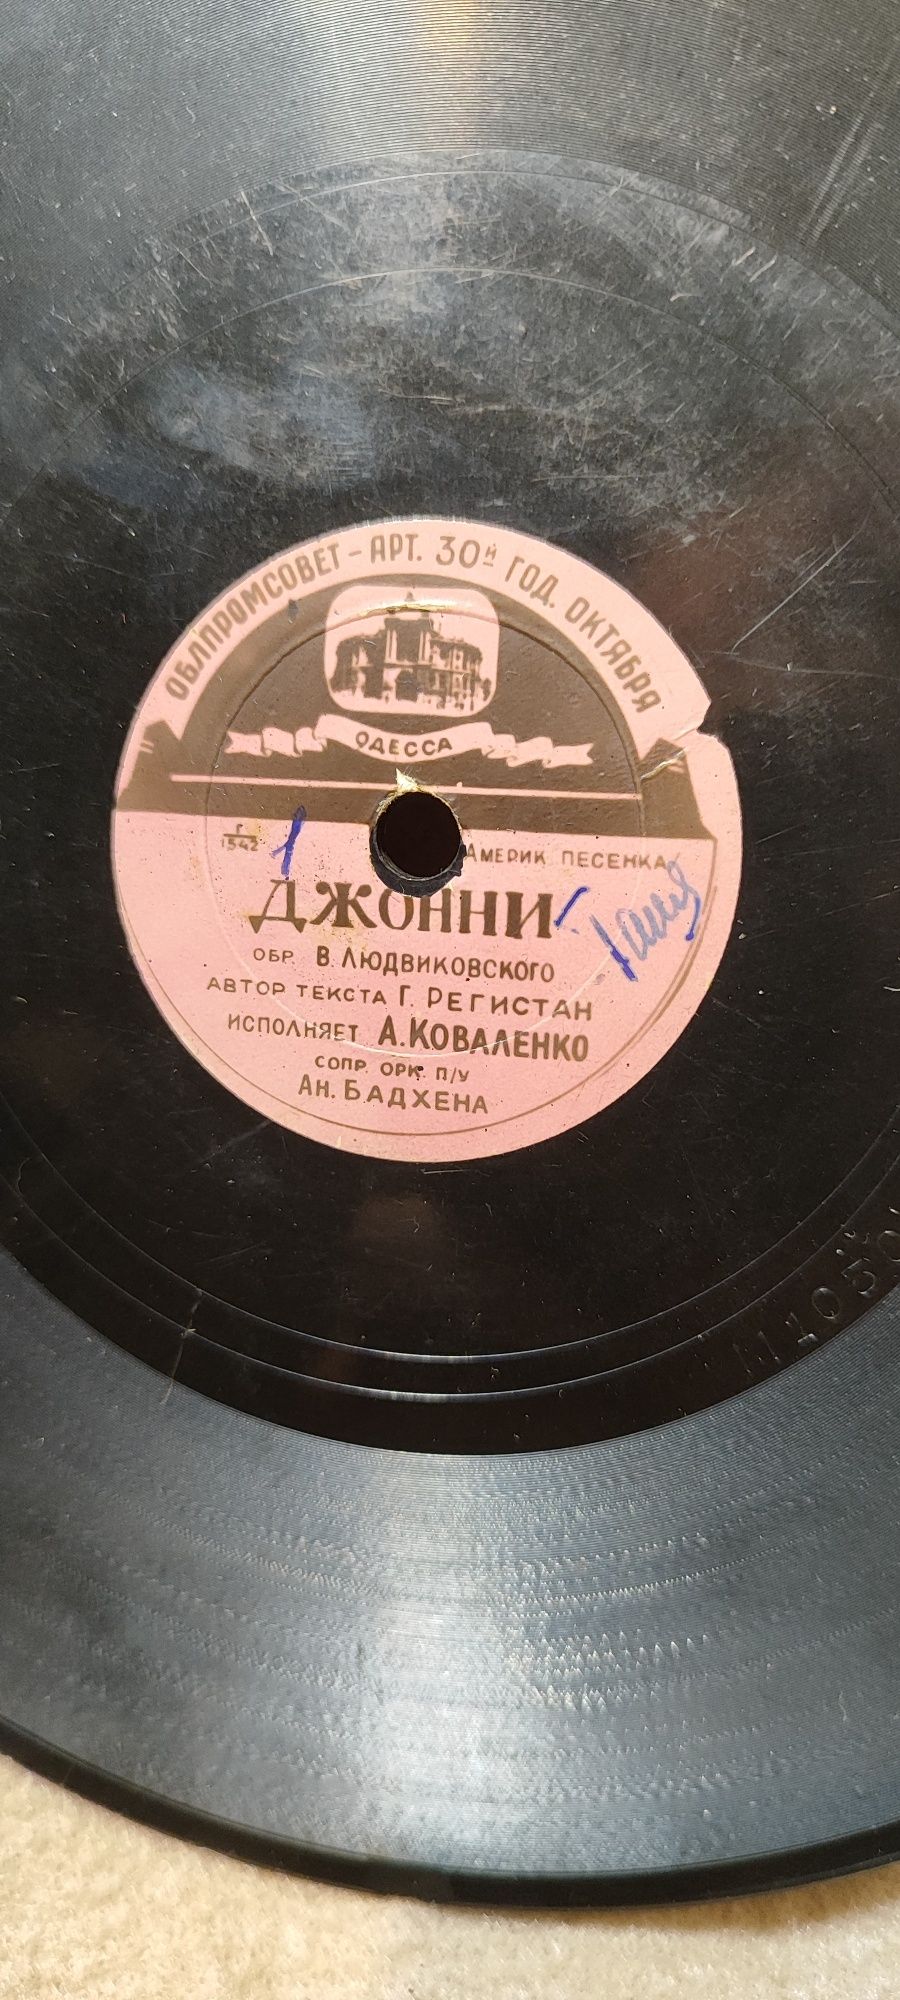 ОБЛПРОМСОВЕТ - АРТ. 30й ГОД. ОКТЯБРЯ
ОДЕССА
Г
1542
1
АМЕРИК ПЕСЕНКА
ДЖОННИ
ОБР. В. ЛЮДВИКОВСКОГО
АВТОР ТЕКСТА Г. РЕГИСТАН
ИСПОЛНЯЕТ А. КОВАЛЕНКО
СОПР. ОРК. П/У
АН. БАДХЕНА